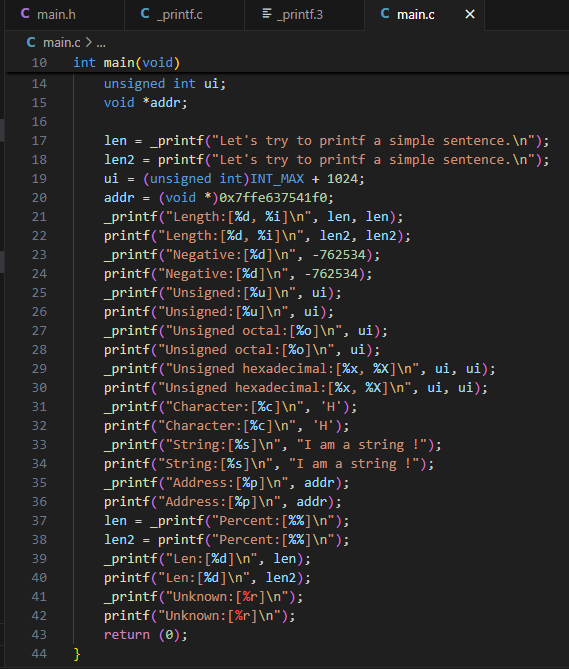 C main.h
C _printf.c
_printf.3
C main.c ×
C main.c > ...
10 int main(void)
14 unsigned int ui;
15 void *addr;
16
17 len = _printf("Let's try to printf a simple sentence.\n");
18 len2 = printf("Let's try to printf a simple sentence.\n");
19 ui = (unsigned int)INT_MAX + 1024;
20 addr = (void *)0x7ffe637541f0;
21 _printf("Length:[%d, %i]\n", len, len);
22 printf("Length:[%d, %i]\n", len2, len2);
23 _printf("Negative:[%d]\n", -762534);
24 printf("Negative:[%d]\n", -762534);
25 _printf("Unsigned:[%u]\n", ui);
26 printf("Unsigned:[%u]\n", ui);
27 _printf("Unsigned octal:[%o]\n", ui);
28 printf("Unsigned octal:[%o]\n", ui);
29 _printf("Unsigned hexadecimal:[%x, %X]\n", ui, ui);
30 printf("Unsigned hexadecimal:[%x, %X]\n", ui, ui);
31 _printf("Character:[%c]\n", 'H');
32 printf("Character:[%c]\n", 'H');
33 _printf("String:[%s]\n", "I am a string !");
34 printf("String:[%s]\n", "I am a string !");
35 _printf("Address:[%p]\n", addr);
36 printf("Address:[%p]\n", addr);
37 len = _printf("Percent:[%%]\n");
38 len2 = printf("Percent:[%%]\n");
39 _printf("Len:[%d]\n", len);
40 printf("Len:[%d]\n", len2);
41 _printf("Unknown:[%r]\n");
42 printf("Unknown:[%r]\n");
43 return (0);
44 }